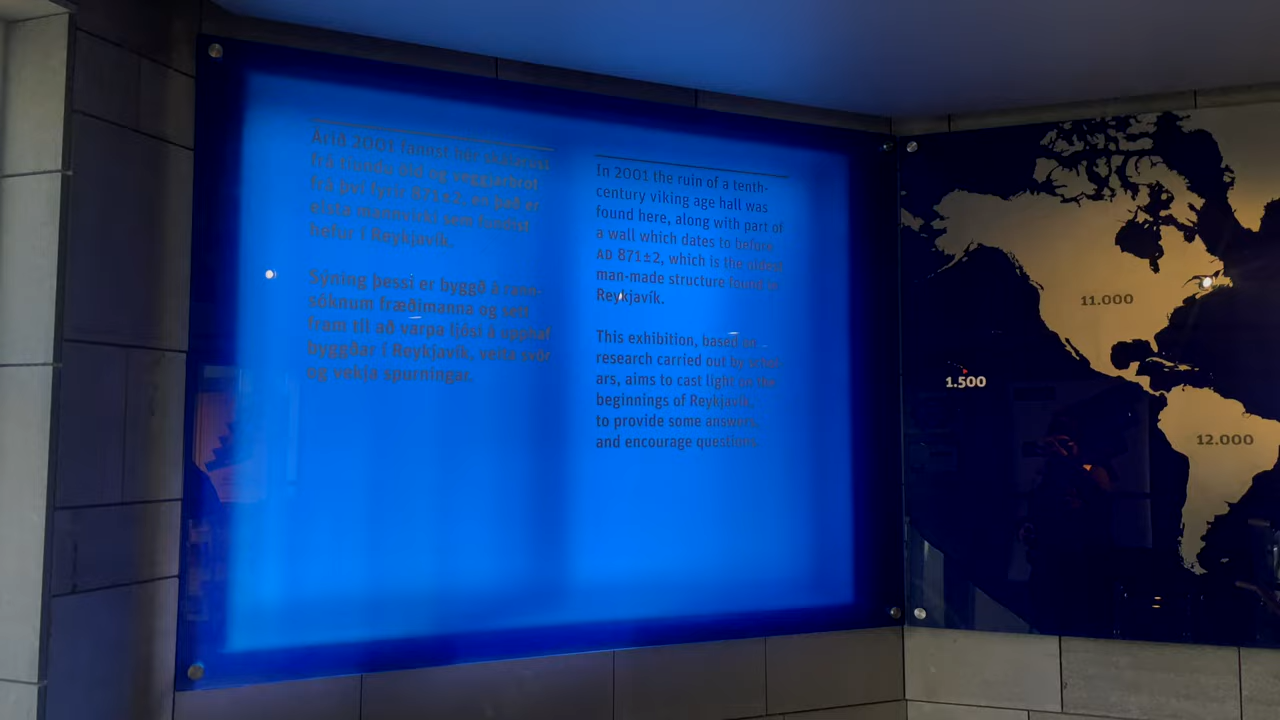 Árið 2001 fannst hér skálarúst
frá tíundu öld og veggjarbrot
frá því fyrir 871±2, en það er
elsta mannvirki sem fundist
hefur í Reykjavík.
Sýning þessi er byggð á rann-
sóknum fræðimanna og sett
fram til að varpa ljósi á upphaf
byggðar í Reykjavík, veita svör
og vekja spurningar.
In 2001 the ruin of a tenth-
century viking age hall was
found here, along with part of
a wall which dates to before
AD 871±2, which is the oldest
man-made structure found in
Reykjavík.
This exhibition, based on
research carried out by schol-
ars, aims to cast light on the
beginnings of Reykjavík,
to provide some answers,
and encourage questions.
11.000
1.500
12.000